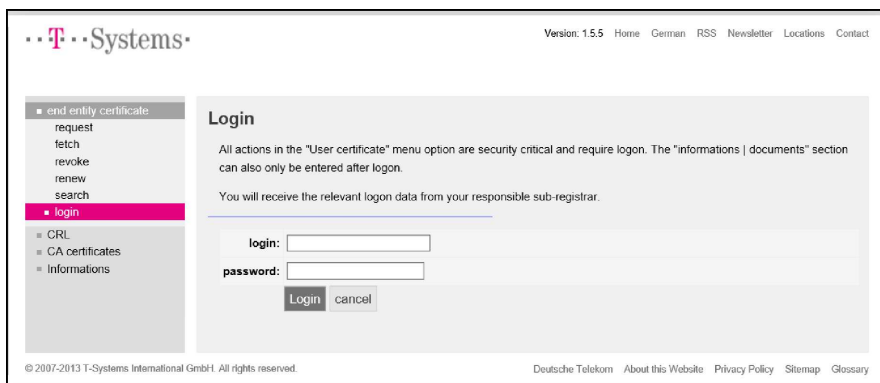 ··T··Systems·
Version: 1.5.5 Home German RSS Newsletter Locations Contact
end entity certificate
request
fetch
revoke
renew
search
login
CRL
CA certificates
Informations
Login
All actions in the "User certificate" menu option are security critical and require logon. The "informations | documents" section
can also only be entered after logon.
You will receive the relevant logon data from your responsible sub-registrar.
login:
password:
Login cancel
© 2007-2013 T-Systems International GmbH. All rights reserved.
Deutsche Telekom About this Website Privacy Policy Sitemap Glossary